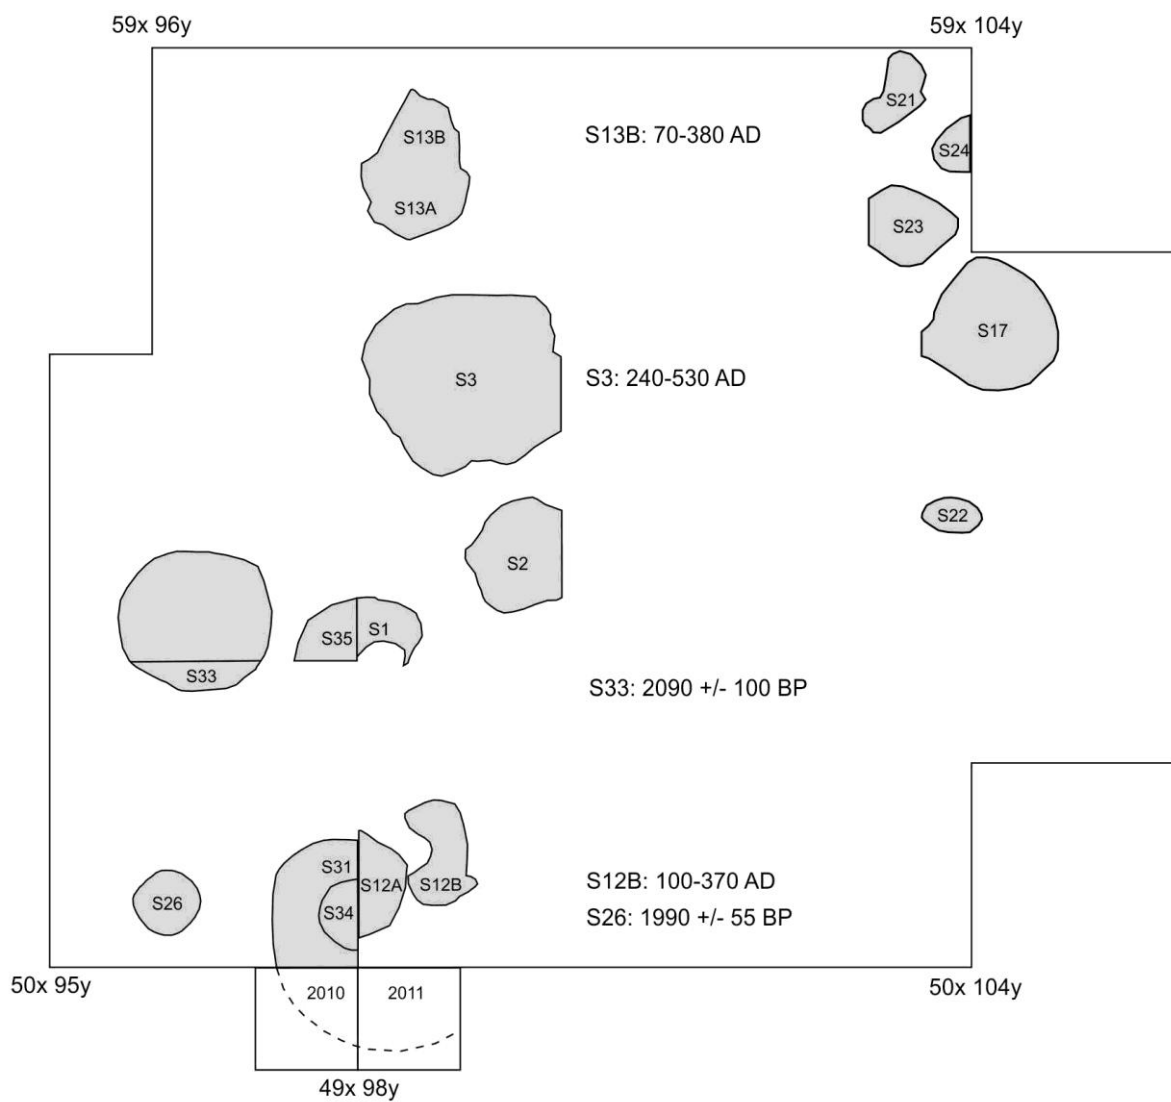 59x 96y
59x 104y
S21
S13B
S13B: 70-380 AD
S24
S13A
S23
S17
S3
S3: 240-530 AD
S22
S2
S35
S1
S33
S33: 2090 +/- 100 BP
S31
S12A
S12B
S12B: 100-370 AD
S26
S34
S26: 1990 +/- 55 BP
50x 95y
2010
2011
50x 104y
49x 98y